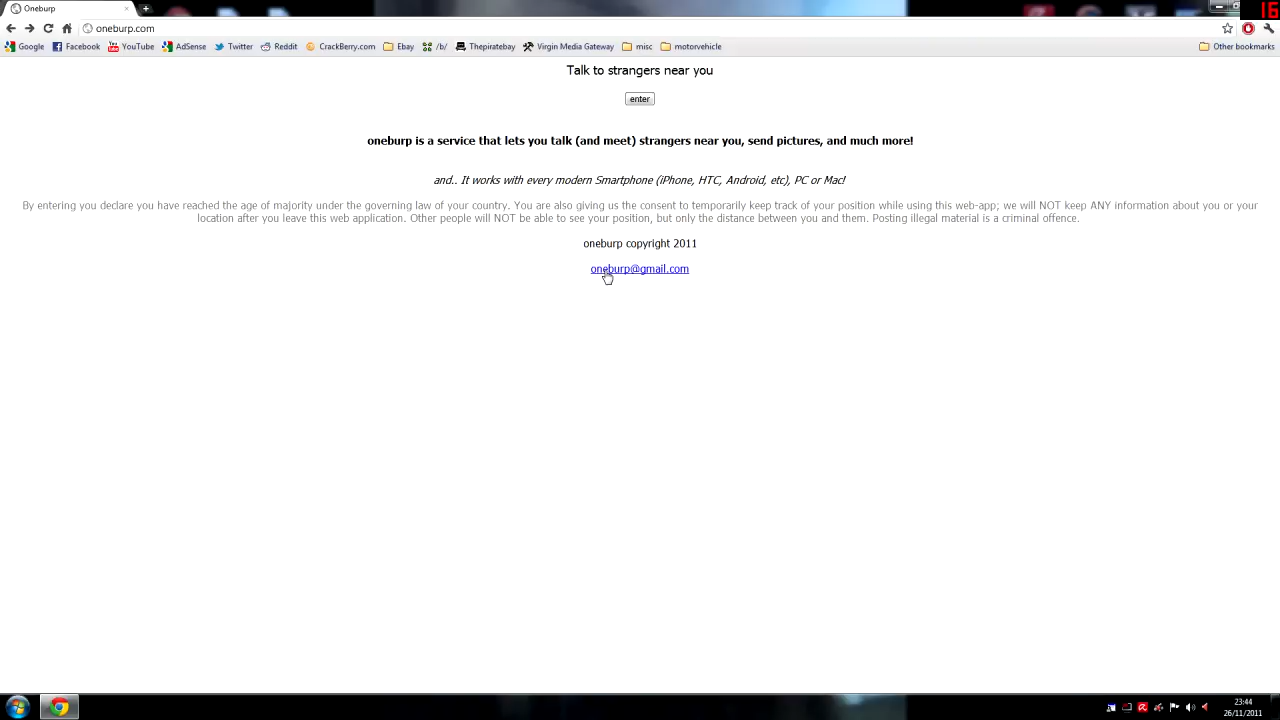 Oneburp
16
oneburp.com
Google Facebook YouTube AdSense Twitter Reddit CrackBerry.com Ebay /b/ Thepiratebay Virgin Media Gateway misc motorvehicle Other bookmarks
Talk to strangers near you
enter
oneburp is a service that lets you talk (and meet) strangers near you, send pictures, and much more!
and.. It works with every modern Smartphone (iPhone, HTC, Android, etc), PC or Mac!
By entering you declare you have reached the age of majority under the governing law of your country. You are also giving us the consent to temporarily keep track of your position while using this web-app; we will NOT keep ANY information about you or your
location after you leave this web application. Other people will NOT be able to see your position, but only the distance between you and them. Posting illegal material is a criminal offence.
oneburp copyright 2011
oneburp@gmail.com
23:44
26/11/2011